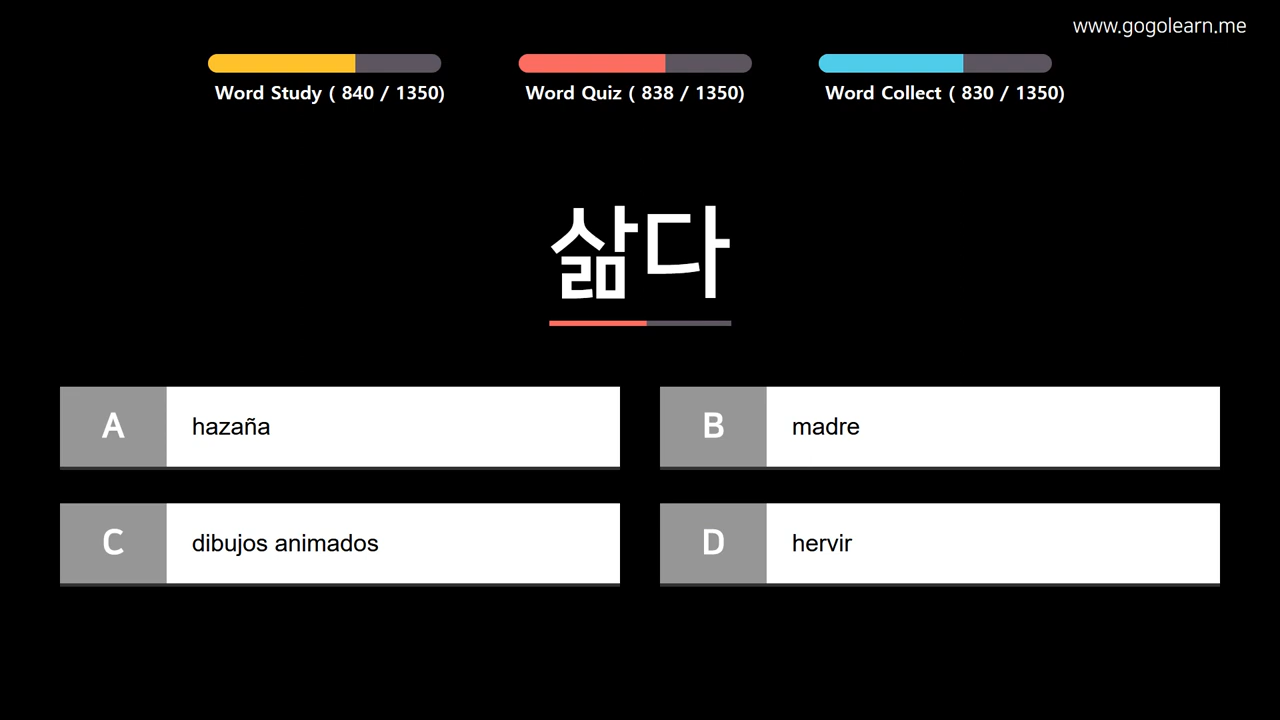 www.gogolearn.me
Word Study ( 840 / 1350)
Word Quiz ( 838 / 1350)
Word Collect ( 830 / 1350)
삶다
A hazaña
B madre
C dibujos animados
D hervir